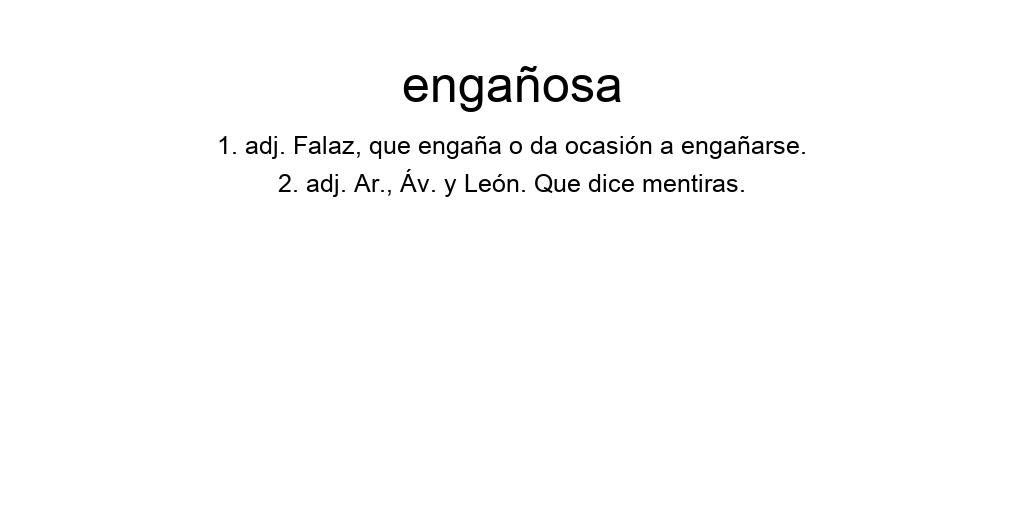 engañosa
1. adj. Falaz, que engaña o da ocasión a engañarse.
2. adj. Ar., Áv. y León. Que dice mentiras.